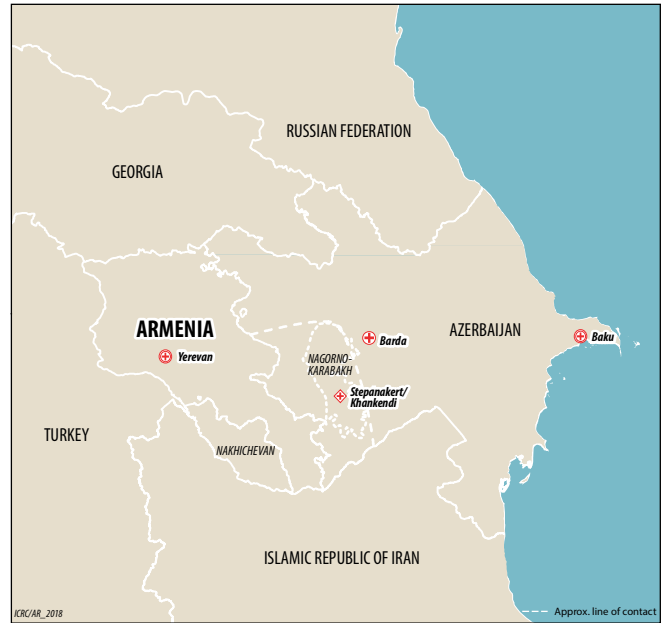 RUSSIAN FEDERATION
GEORGIA
ARMENIA
Yerevan
AZERBAIJAN
Baku
Barda
NAGORNO-
KARABAKH
Stepanakert/
Khankendi
TURKEY
NAKHICHEVAN
ISLAMIC REPUBLIC OF IRAN
ICRC/AR_2018
Approx. line of contact